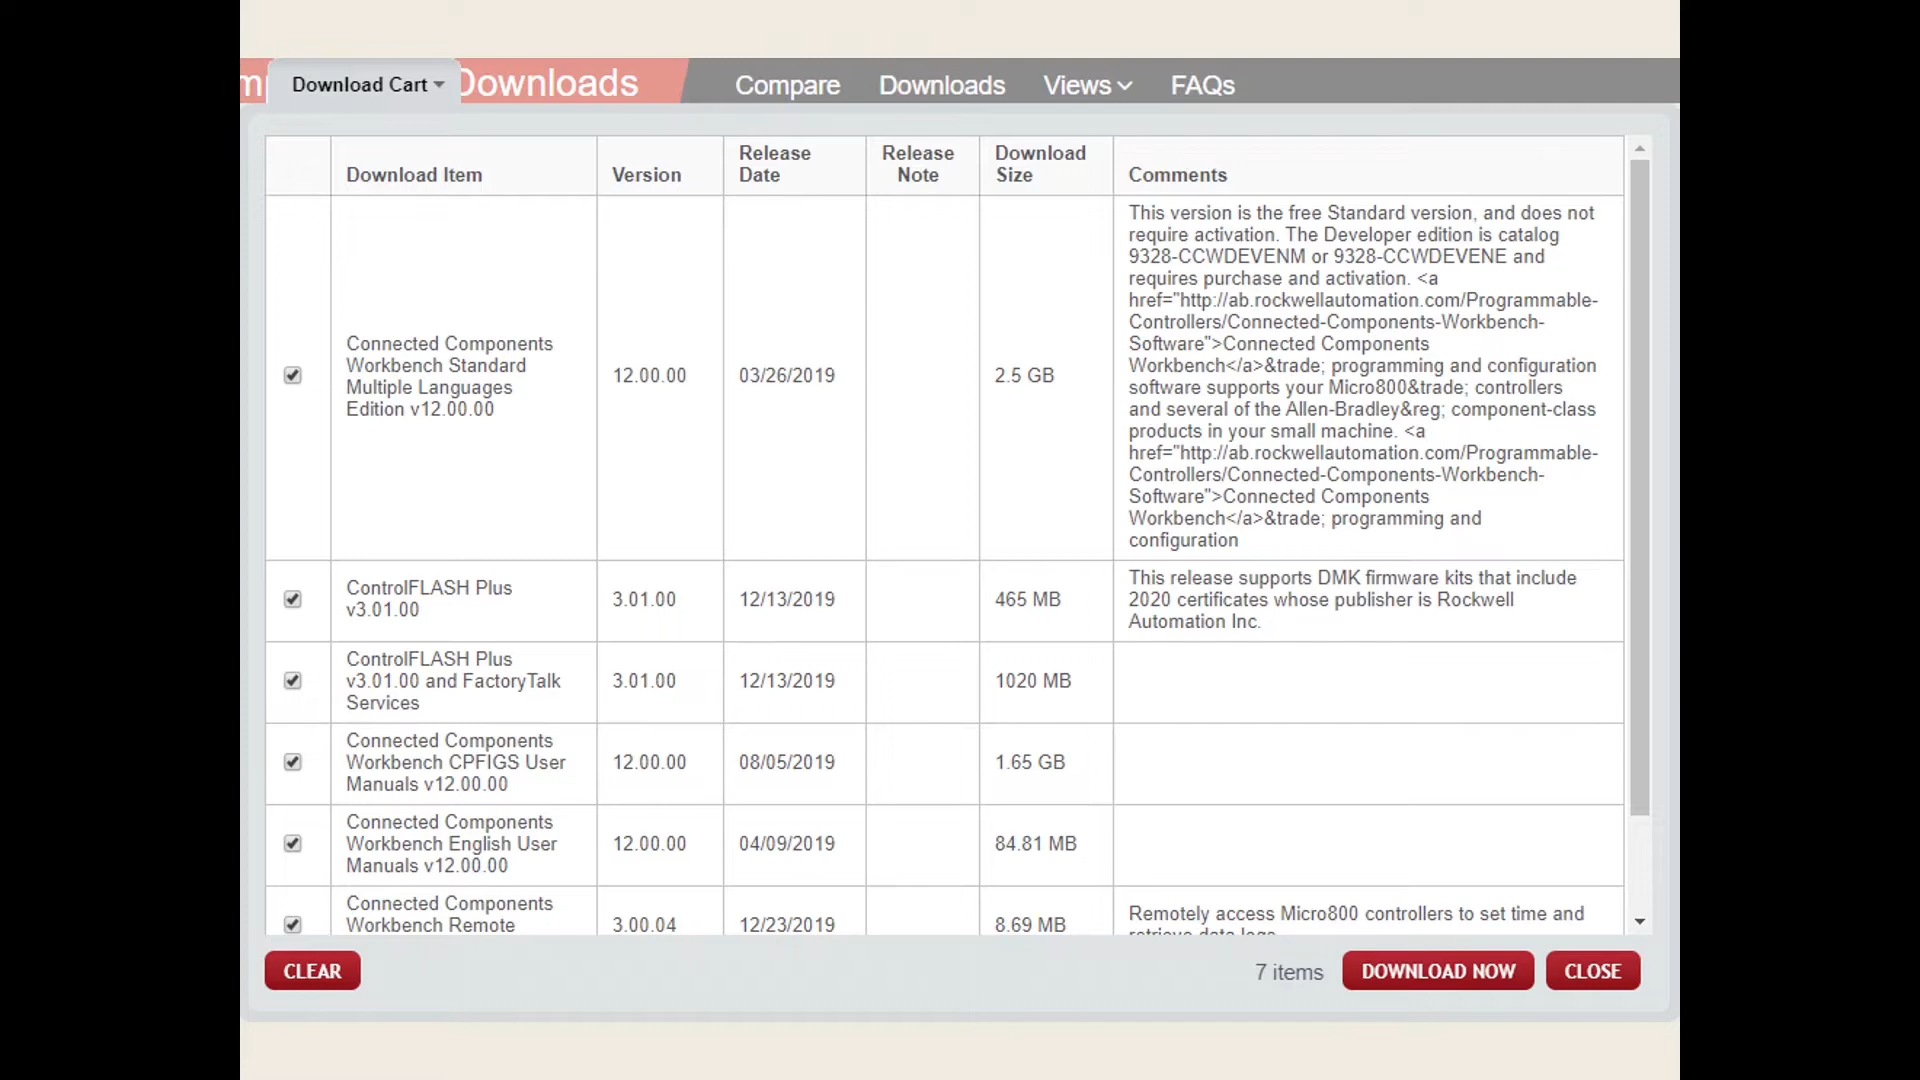 Download Cart
Downloads
Compare
Downloads
Views
FAQs
Download Item
Version
Release
Date
Release
Note
Download
Size
Comments
Connected Components
Workbench Standard
Multiple Languages
Edition v12.00.00
12.00.00
03/26/2019
2.5 GB
This version is the free Standard version, and does not
require activation. The Developer edition is catalog
9328-CCWDEVENM or 9328-CCWDEVENE and
requires purchase and activation. <a
href="http://ab.rockwellautomation.com/Programmable-
Controllers/Connected-Components-Workbench-
Software">Connected Components
Workbench</a>&trade; programming and configuration
software supports your Micro800&trade; controllers
and several of the Allen-Bradley&reg; component-class
products in your small machine. <a
href="http://ab.rockwellautomation.com/Programmable-
Controllers/Connected-Components-Workbench-
Software">Connected Components
Workbench</a>&trade; programming and
configuration
ControlFLASH Plus
v3.01.00
3.01.00
12/13/2019
465 MB
This release supports DMK firmware kits that include
2020 certificates whose publisher is Rockwell
Automation Inc.
ControlFLASH Plus
v3.01.00 and FactoryTalk
Services
3.01.00
12/13/2019
1020 MB
Connected Components
Workbench CPFIGS User
Manuals v12.00.00
12.00.00
08/05/2019
1.65 GB
Connected Components
Workbench English User
Manuals v12.00.00
12.00.00
04/09/2019
84.81 MB
Connected Components
Workbench Remote
3.00.04
12/23/2019
8.69 MB
Remotely access Micro800 controllers to set time and
retrieve data logs
CLEAR
7 items
DOWNLOAD NOW
CLOSE